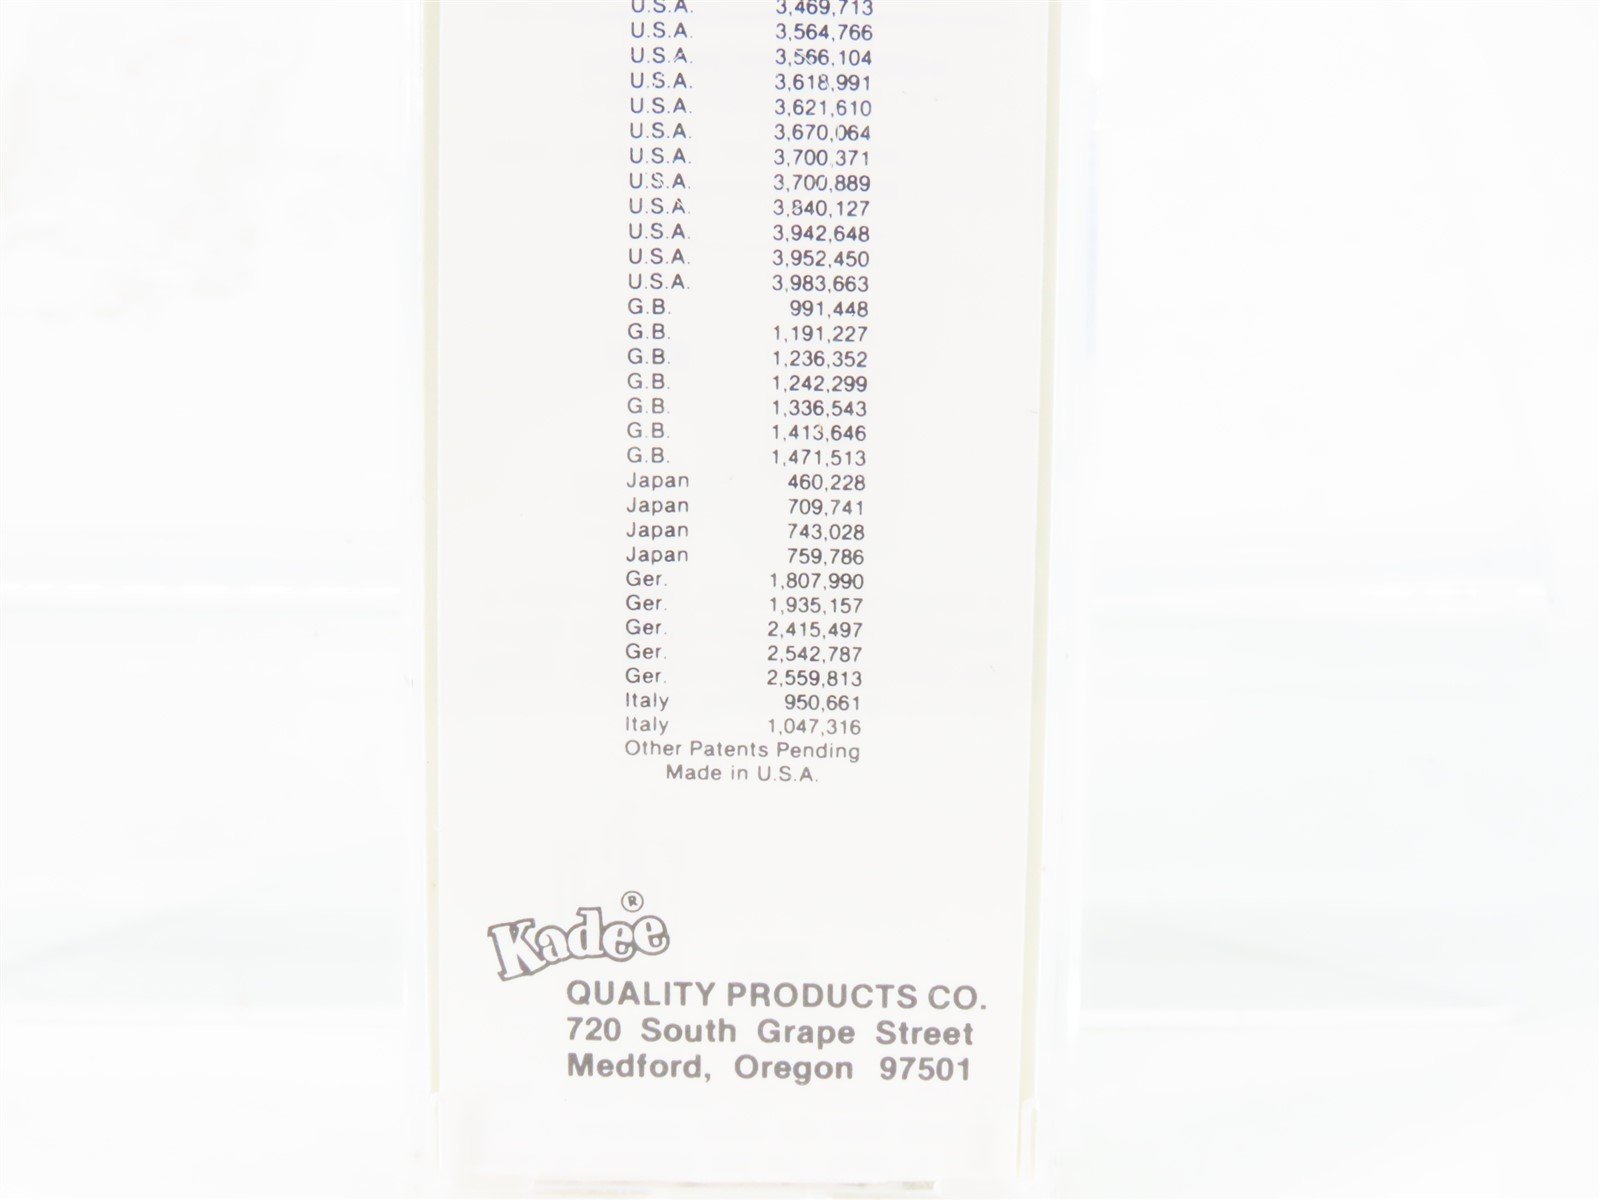 U.S.A. 3,469,713
U.S.A. 3,564,766
U.S.A. 3,566,104
U.S.A. 3,618,991
U.S.A. 3,621,610
U.S.A. 3,670,064
U.S.A. 3,700,371
U.S.A. 3,700,889
U.S.A. 3,840,127
U.S.A. 3,942,648
U.S.A. 3,952,450
U.S.A. 3,983,663
G.B. 991,448
G.B. 1,191,227
G.B. 1,236,352
G.B. 1,242,299
G.B. 1,336,543
G.B. 1,413,646
G.B. 1,471,513
Japan 460,228
Japan 709,741
Japan 743,028
Japan 759,786
Ger. 1,807,990
Ger. 1,935,157
Ger. 2,415,497
Ger. 2,542,787
Ger. 2,559,813
Italy 950,661
Italy 1,047,316
Other Patents Pending
Made in U.S.A.
Kadee®
QUALITY PRODUCTS CO.
720 South Grape Street
Medford, Oregon 97501